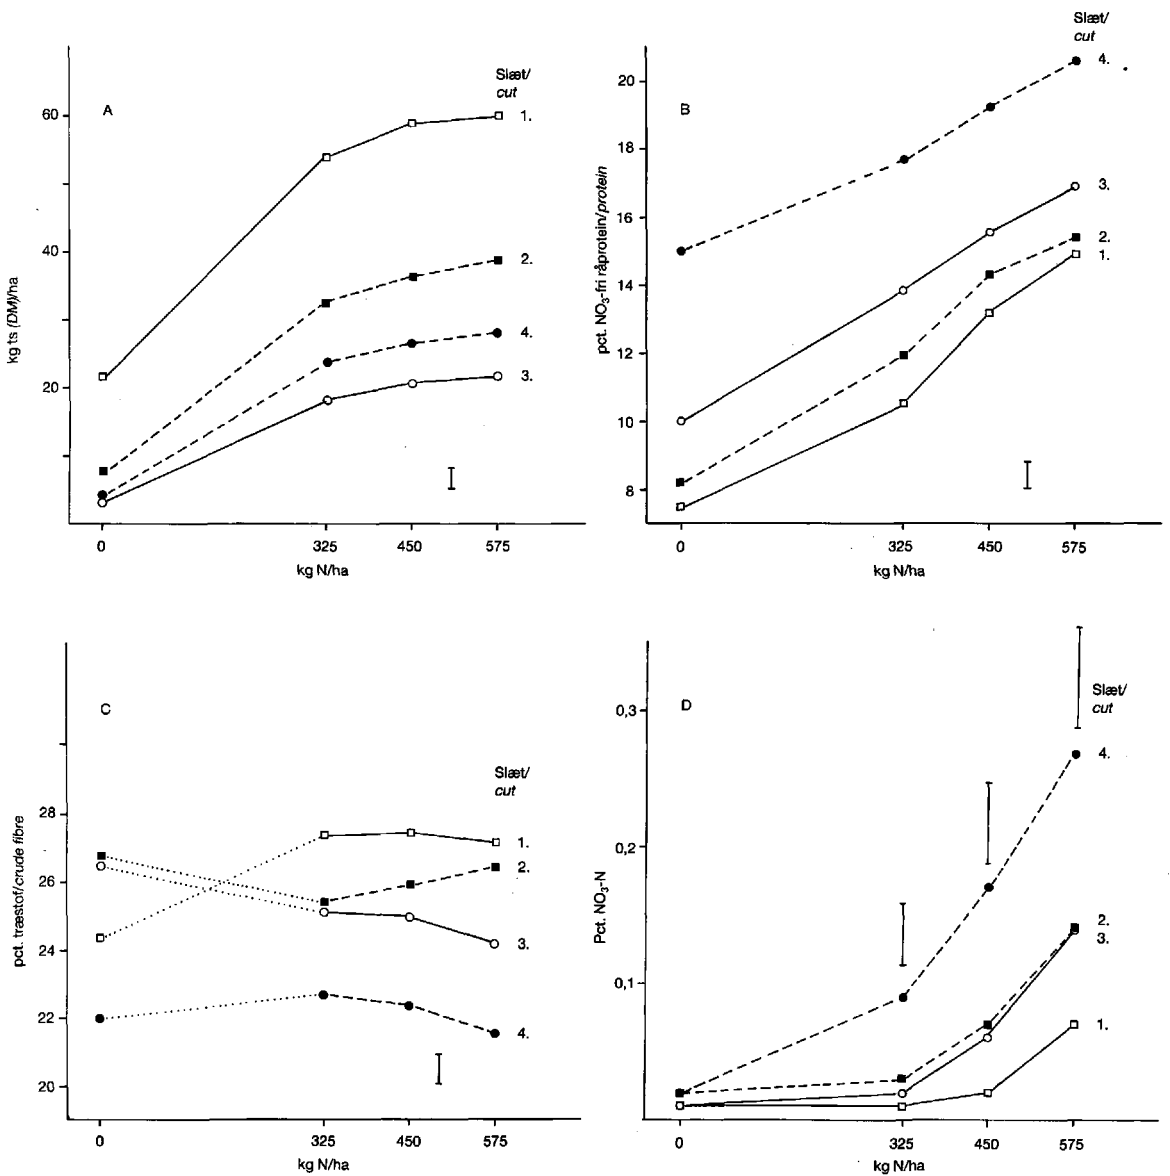 A
Slæt/
cut
60
40
20
1.
2.
4.
3.
kg ts (DM)/ha
0 325 450 575
kg N/ha
B
Slæt/
cut
20
18
16
14
12
10
8
4.
3.
2.
1.
pct. NO₃-fri råprotein/protein
0 325 450 575
kg N/ha
C
Slæt/
cut
28
26
24
22
20
1.
2.
3.
4.
pct. træstof/crude fibre
0 325 450 575
kg N/ha
D
Slæt/
cut
0,3
0,2
0,1
4.
2.
3.
1.
Pct. NO₃-N
0 325 450 575
kg N/ha